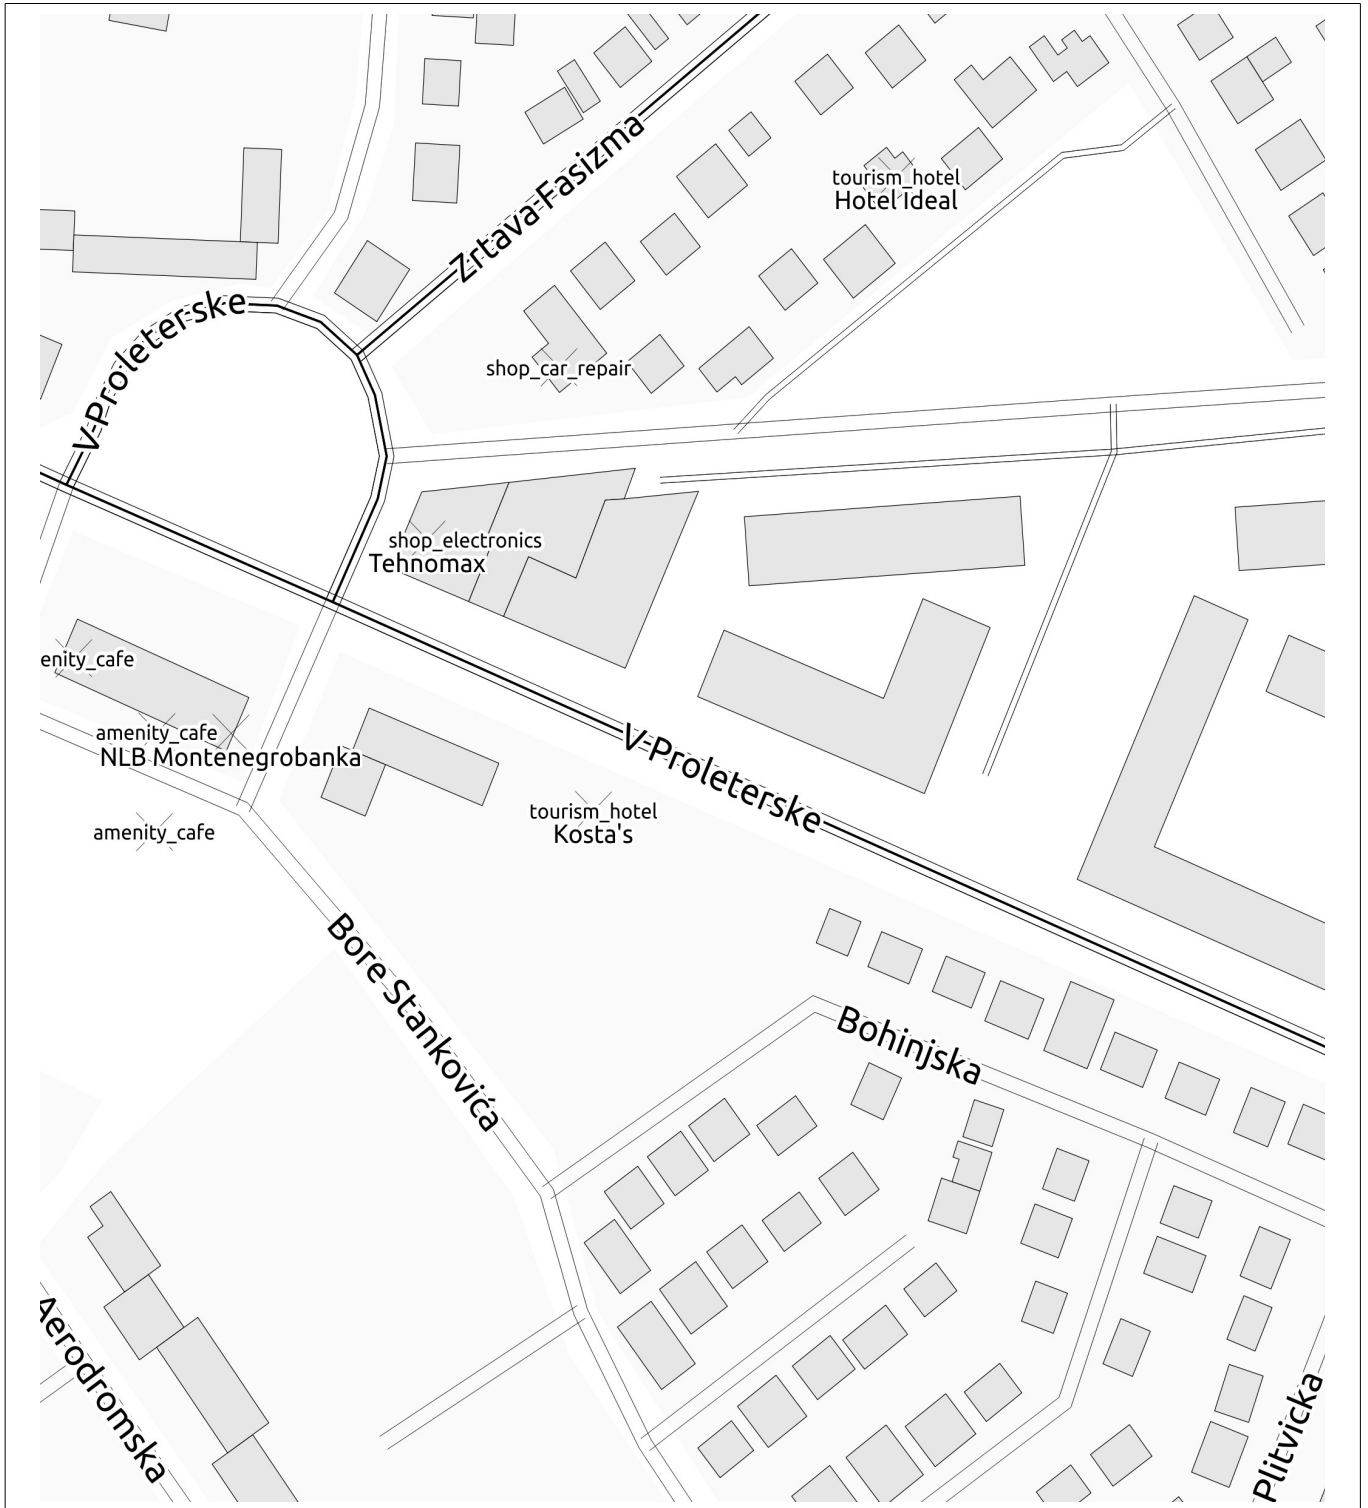 Zrtava Fasizma
tourism_hotel
Hotel Ideal
V Proleterske
shop_car_repair
shop_electronics
Tehnomax
enity_cafe
amenity_cafe
NLB Montenegrobanka
V Proleterske
tourism_hotel
Kosta's
amenity_cafe
Bore Stankovića
Bohinjska
Aerodromska
Plitvicka